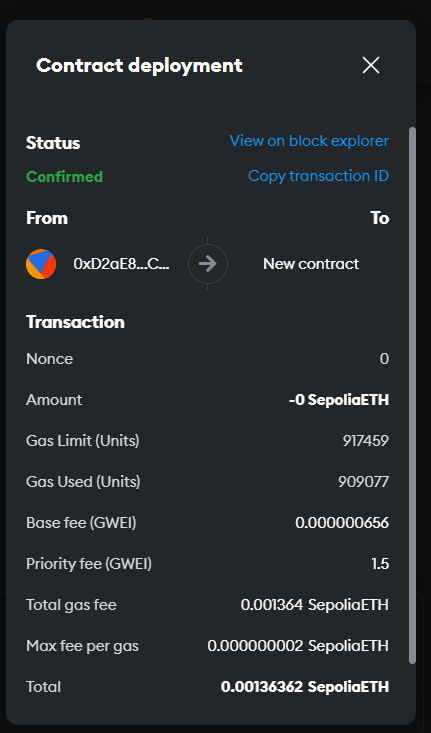 Contract deployment
Status View on block explorer
Confirmed Copy transaction ID
From To
0xD2aE8...C... New contract
Transaction
Nonce 0
Amount -0 SepoliaETH
Gas Limit (Units) 917459
Gas Used (Units) 909077
Base fee (GWEI) 0.000000656
Priority fee (GWEI) 1.5
Total gas fee 0.001364 SepoliaETH
Max fee per gas 0.000000002 SepoliaETH
Total 0.00136362 SepoliaETH